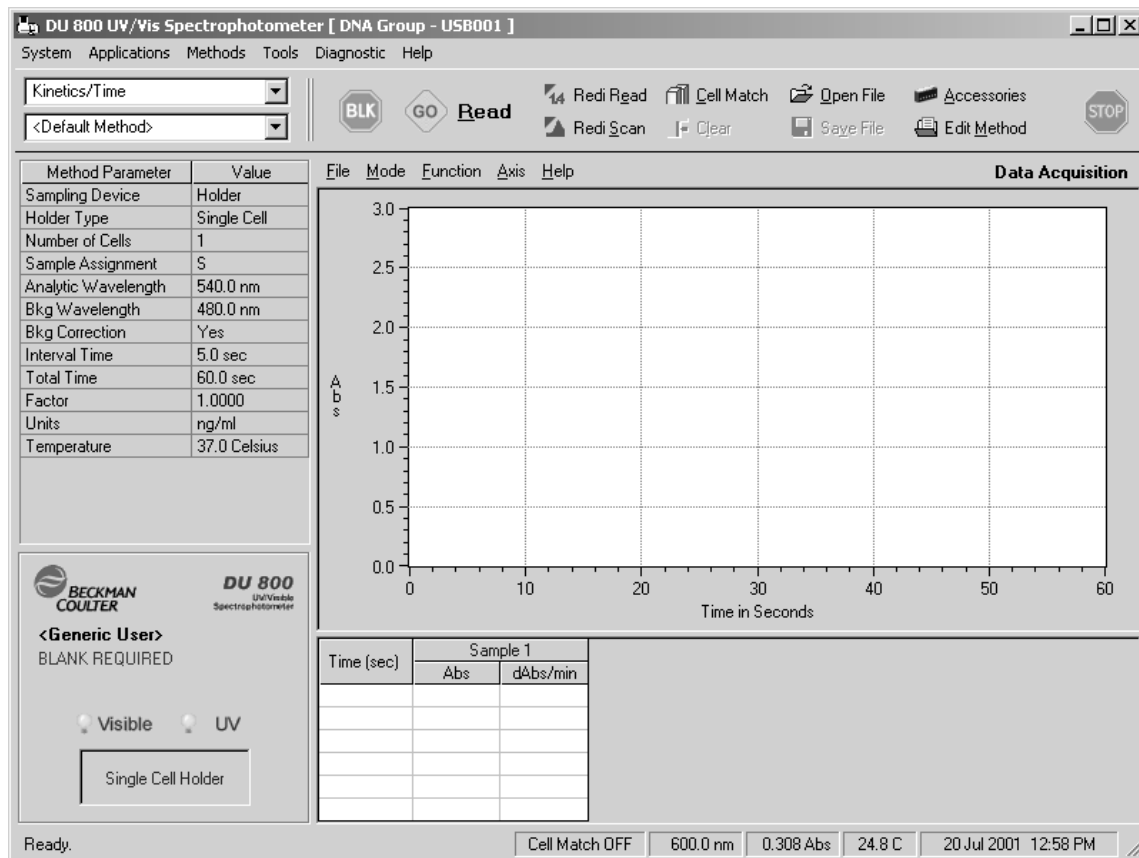 DU 800 UV/Vis Spectrophotometer [ DNA Group - USB001 ]
System Applications Methods Tools Diagnostic Help
Kinetics/Time
<Default Method>
BLK
GO
Read
Redi Read Cell Match Open File Accessories
Redi Scan Clear Save File Edit Method
STOP
Method Parameter Value
Sampling Device Holder
Holder Type Single Cell
Number of Cells 1
Sample Assignment S
Analytic Wavelength 540.0 nm
Bkg Wavelength 480.0 nm
Bkg Correction Yes
Interval Time 5.0 sec
Total Time 60.0 sec
Factor 1.0000
Units ng/ml
Temperature 37.0 Celsius
File Mode Function Axis Help Data Acquisition
3.0
2.5
2.0
1.5
1.0
0.5
0.0
Abs
0 10 20 30 40 50 60
Time in Seconds
BECKMAN
COULTER
DU 800
UV/Visible
Spectrophotometer
<Generic User>
BLANK REQUIRED
Visible UV
Single Cell Holder
Time (sec) Sample 1
Abs dAbs/min
Ready. Cell Match OFF 600.0 nm 0.308 Abs 24.8 C 20 Jul 2001 12:58 PM